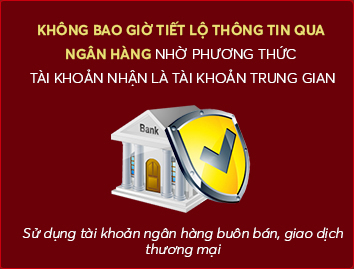 KHÔNG BAO GIỜ TIẾT LỘ THÔNG TIN QUA
NGÂN HÀNG NHỜ PHƯƠNG THỨC
TÀI KHOẢN NHẬN LÀ TÀI KHOẢN TRUNG GIAN
Bank
Sử dụng tài khoản ngân hàng buôn bán, giao dịch
thương mại